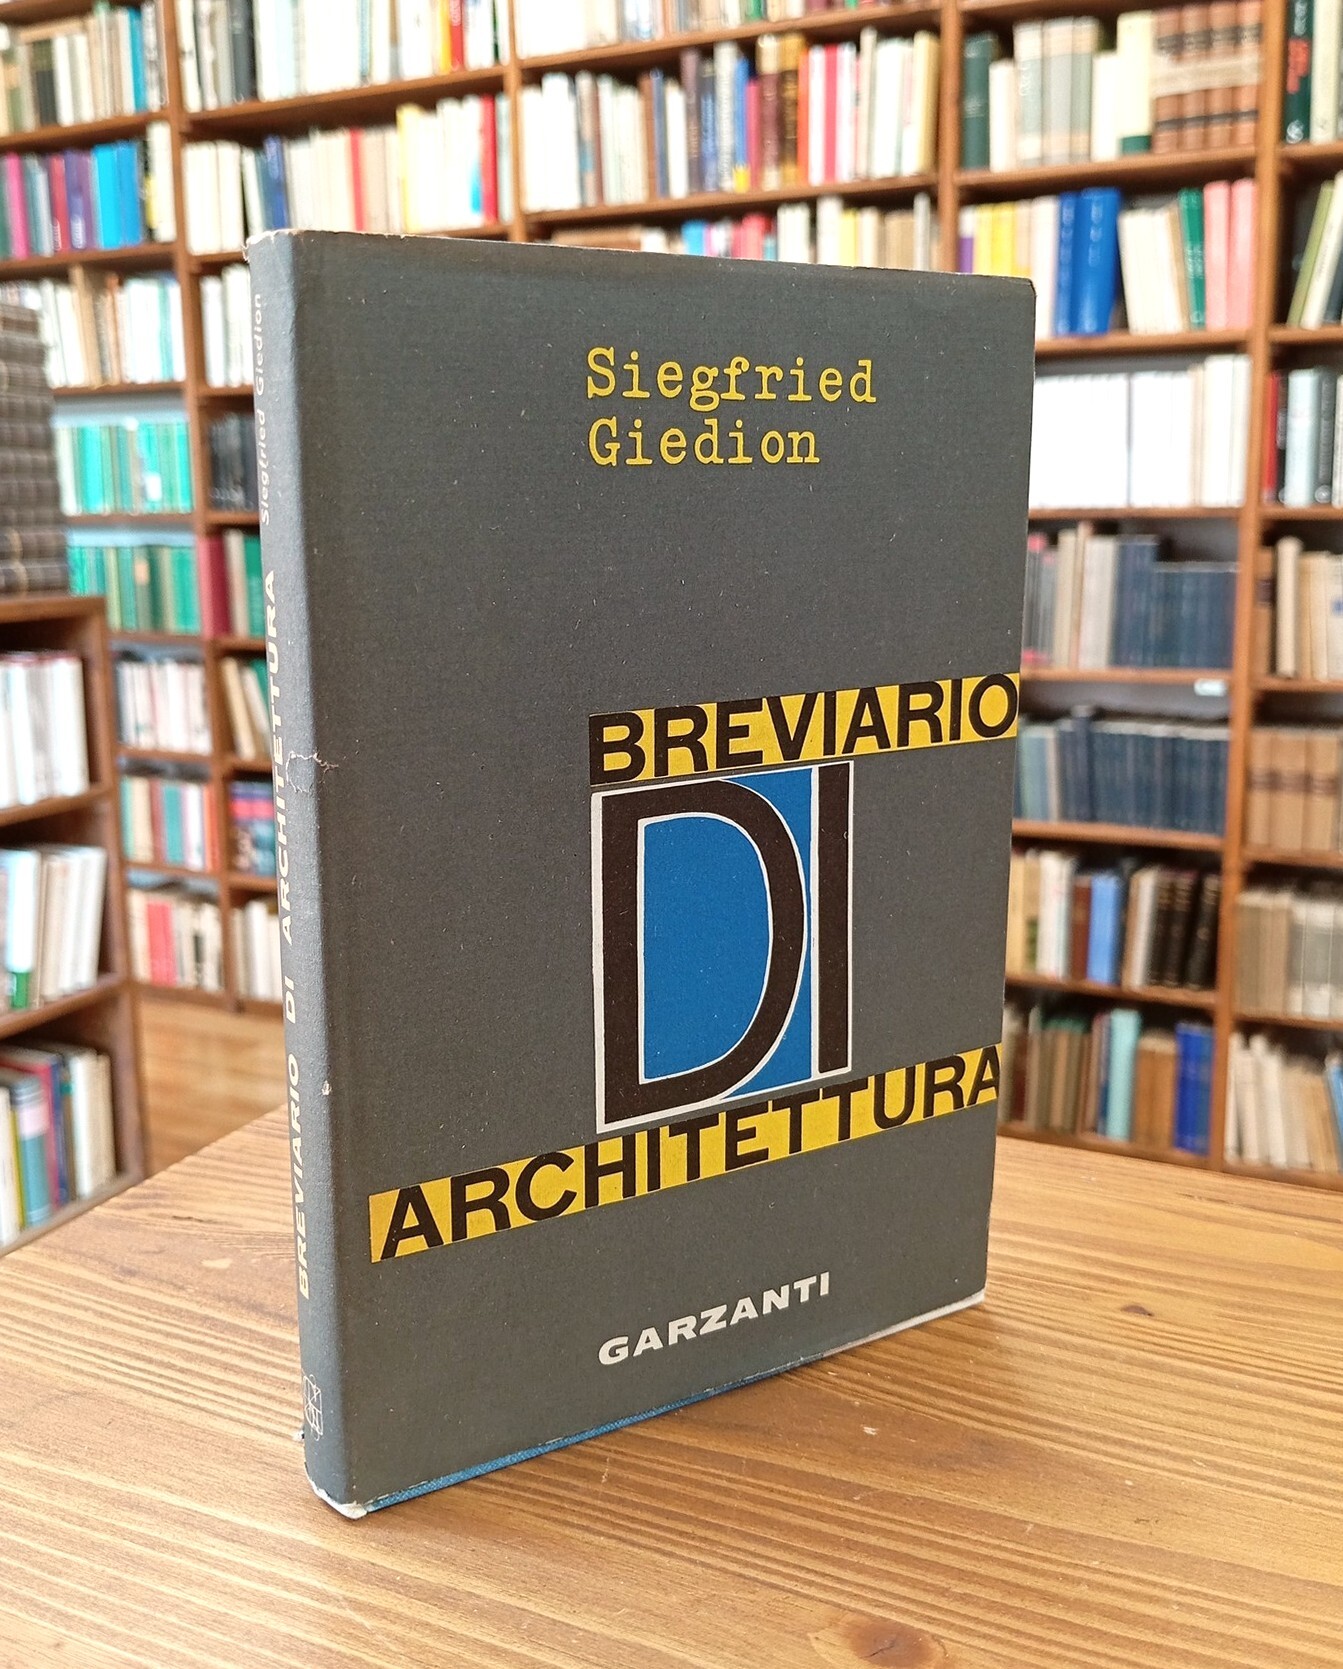 Siegfried
Giedion
BREVIARIO
DI
ARCHITETTURA
GARZANTI
BREVIARIO DI ARCHITETTURA Siegfried Giedion